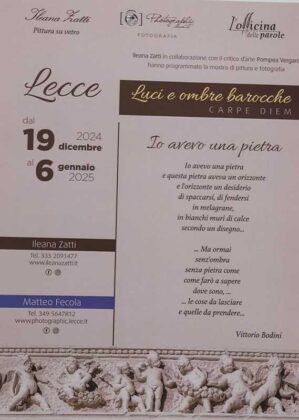 Ileana Zratti
Pittura su vetro
Photographic
FOTOGRAFIA
L'officina
delle parole
Ileana Zatti in collaborazione con il critico d'arte Pompea Vergaro
hanno programmato la mostra di pittura e fotografia
Lecce
Luci e ombre barocche
CARPE DIEM
dal
19 2024
dicembre
al
6 gennaio
2025
Io avevo una pietra
Io avevo una pietra
e questa pietra aveva un orizzonte
e l'orizzonte un desiderio
di spaccarsi, di fendersi
in melagrane,
in bianchi muri di calce
secondo un disegno...
... Ma ormai
senz'ombra
senza pietra come
come farò a sapere
dove sono, ...
... le cose da lasciare
e quelle da prendere...
Vittorio Bodini
Ileana Zatti
Tel. 333 2091477
www.ileanazatti.it
Matteo Fecola
Tel. 349 5647832
www.photographic.lecce.it